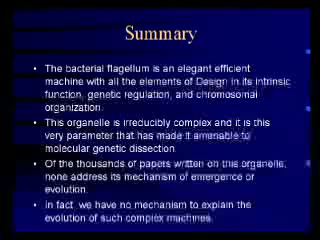 Summary
• The bacterial flagellum is an elegant efficient
machine with all the elements of Design in its intrinsic
function, genetic regulation, and chromosomal
organization.
• This organelle is irreducibly complex and it is this
very parameter that has made it amenable to
molecular genetic dissection.
• Of the thousands of papers written on this organelle,
none address its mechanism of emergence or
evolution.
• In fact we have no mechanism to explain the
evolution of such complex machines.